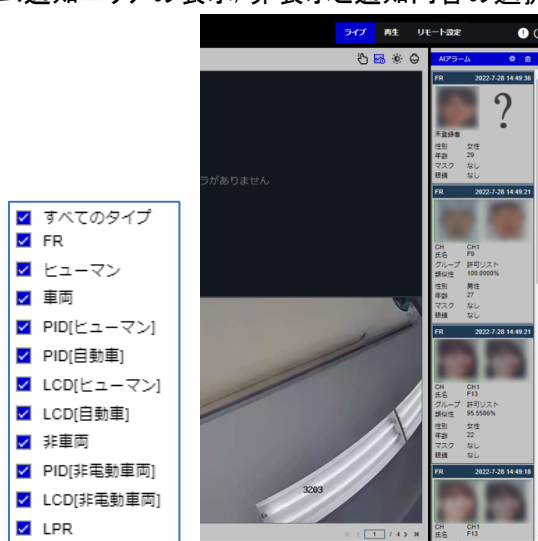 ライブ 再生 リモート設定
AIアラーム
FR 2022-7-28 14:49:36
?
未登録者
性別 女性
年齢 29
マスク なし
眼鏡 なし
FR 2022-7-28 14:49:21
CH CH1
氏名 F9
グループ 許可リスト
類似性 100.0000%
性別 男性
年齢 27
マスク なし
眼鏡 なし
FR 2022-7-28 14:49:21
CH CH1
氏名 F13
グループ 許可リスト
類似性 95.5586%
性別 女性
年齢 22
マスク なし
眼鏡 なし
FR 2022-7-28 14:49:18
CH CH1
氏名 F13
ラがありません
3203
1 / 4
すべてのタイプ
FR
ヒューマン
車両
PID[ヒューマン]
PID[自動車]
LCD[ヒューマン]
LCD[自動車]
非車両
PID[非電動車両]
LCD[非電動車両]
LPR